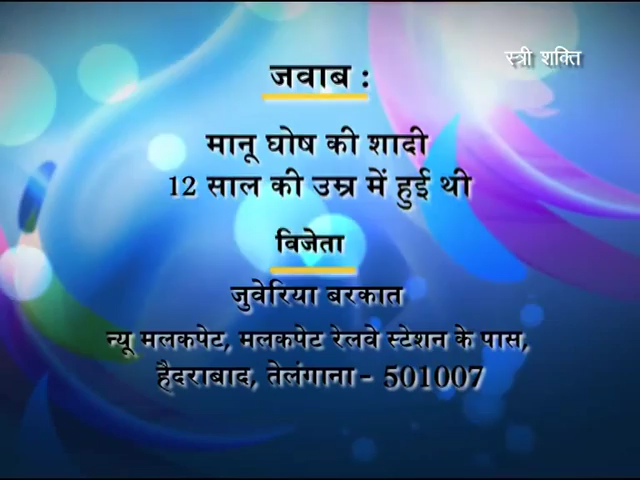 स्त्री शक्ति
जवाब :
मानू घोष की शादी
12 साल की उम्र में हुई थी
विजेता
जुवेरिया बरकात
न्यू मलकपेट, मलकपेट रेलवे स्टेशन के पास,
हैदराबाद, तेलंगाना - 501007